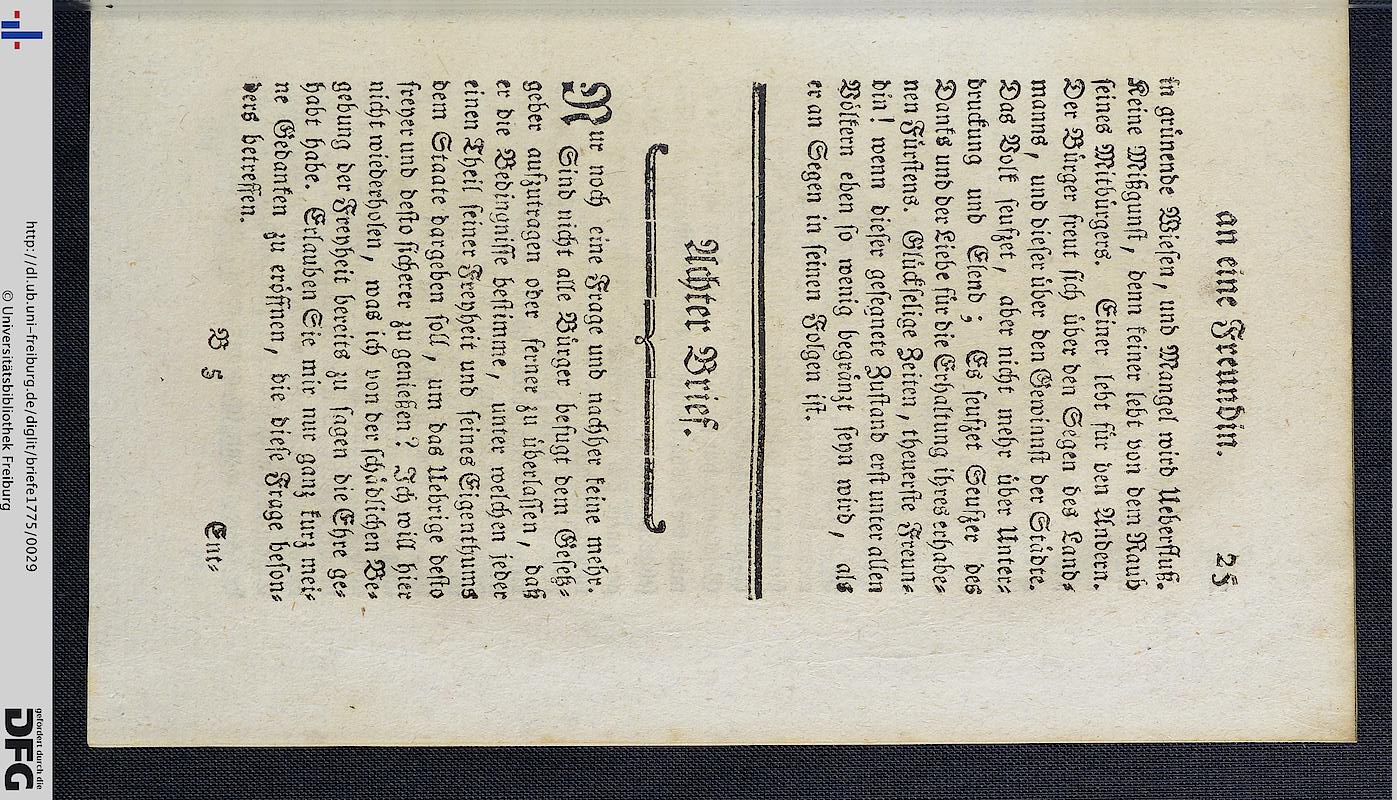 an eine Freundin. 25
in grünende Wiesen, und Mangel wird Ueberfluß.
Keine Mißgunst, denn keiner lebt von dem Raub
seines Mitbürgers. Einer lebt für den Andern.
Der Bürger freut sich über den Segen des Land⸗
manns, und dieser über den Gewinnst der Städte.
Das Volk seufzet, aber nicht mehr über Unter⸗
druckung und Elend; Es seufzet Seufzer des
Danks und der Liebe für die Erhaltung ihres erhabe⸗
nen Fürstens. Glückselige Zeiten, theuerste Freun⸗
din! wenn dieser gesegnete Zustand erst unter allen
Völkern eben so wenig begränzt seyn wird, als
er an Segen in seinen Folgen ist.
Achter Brief.
Nur noch eine Frage und nachher keine mehr.
Sind nicht alle Bürger befugt dem Gesetz⸗
geber aufzutragen oder ferner zu überlassen, daß
er die Bedingnisse bestimme, unter welchen jeder
einen Theil seiner Freyheit und seines Eigenthums
dem Staate dargeben soll, um das Uebrige desto
freyer und desto sicherer zu genießen? Ich will hier
nicht wiederholen, was ich von der schädlichen Be⸗
gebung der Freyheit bereits zu sagen die Ehre ge⸗
habt habe. Erlauben Sie mir nur ganz kurz mei⸗
ne Gedanken zu eröffnen, die diese Frage beson⸗
ders betreffen.
B 5 Ent⸗
http://dl.ub.uni-freiburg.de/diglit/briefe1775/0029
© Universitätsbibliothek Freiburg
gefördert durch die
DFG